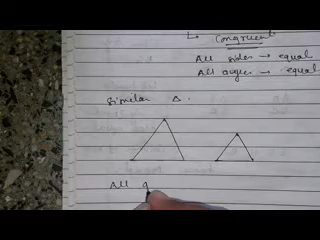 ↳ Congruent
All sides → equal
All angles → equal
Similar Δ.
All